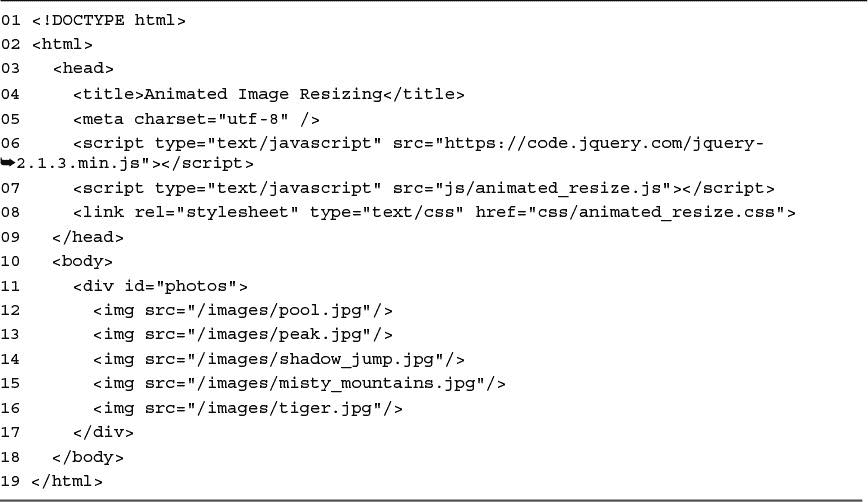 01 <!DOCTYPE html>
02 <html>
03   <head>
04     <title>Animated Image Resizing</title>
05     <meta charset="utf-8" />
06     <script type="text/javascript" src="https://code.jquery.com/jquery-
➥2.1.3.min.js"></script>
07     <script type="text/javascript" src="js/animated_resize.js"></script>
08     <link rel="stylesheet" type="text/css" href="css/animated_resize.css">
09   </head>
10   <body>
11     <div id="photos">
12       <img src="/images/pool.jpg"/>
13       <img src="/images/peak.jpg"/>
14       <img src="/images/shadow_jump.jpg"/>
15       <img src="/images/misty_mountains.jpg"/>
16       <img src="/images/tiger.jpg"/>
17     </div>
18   </body>
19 </html>